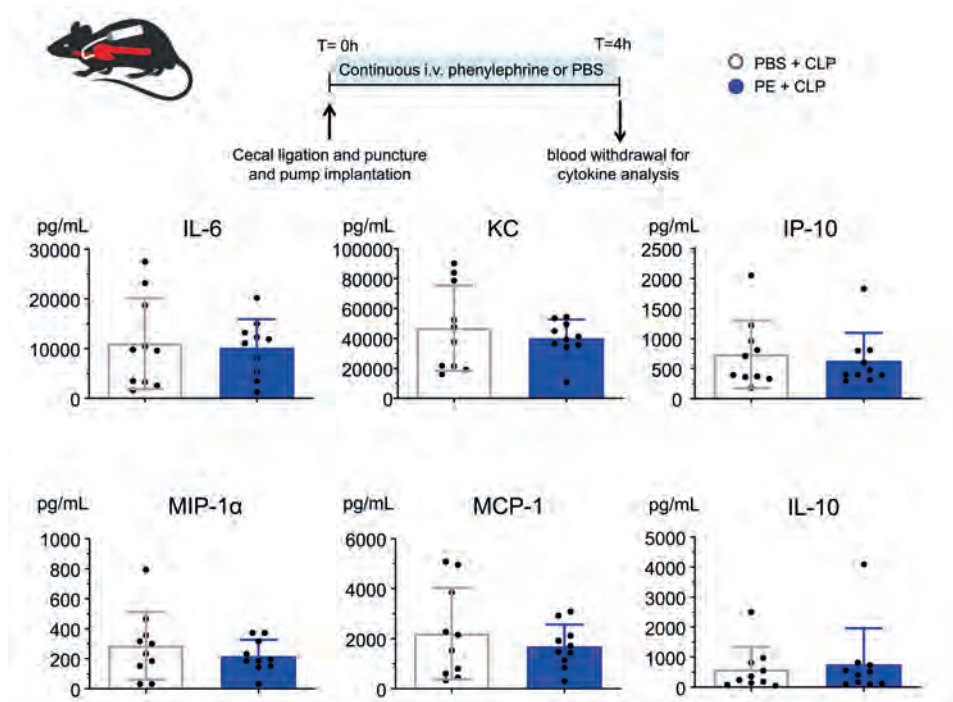 T= 0h
T=4h
Continuous i.v. phenylephrine or PBS
Cecal ligation and puncture
and pump implantation
blood withdrawal for
cytokine analysis
PBS + CLP
PE + CLP
pg/mL
IL-6
30000
20000
10000
0
pg/mL
KC
100000
80000
60000
40000
20000
0
pg/mL
IP-10
2500
2000
1500
1000
500
0
pg/mL
MIP-1α
1000
800
600
400
200
0
pg/mL
MCP-1
6000
4000
2000
0
pg/mL
IL-10
5000
4000
3000
2000
1000
0